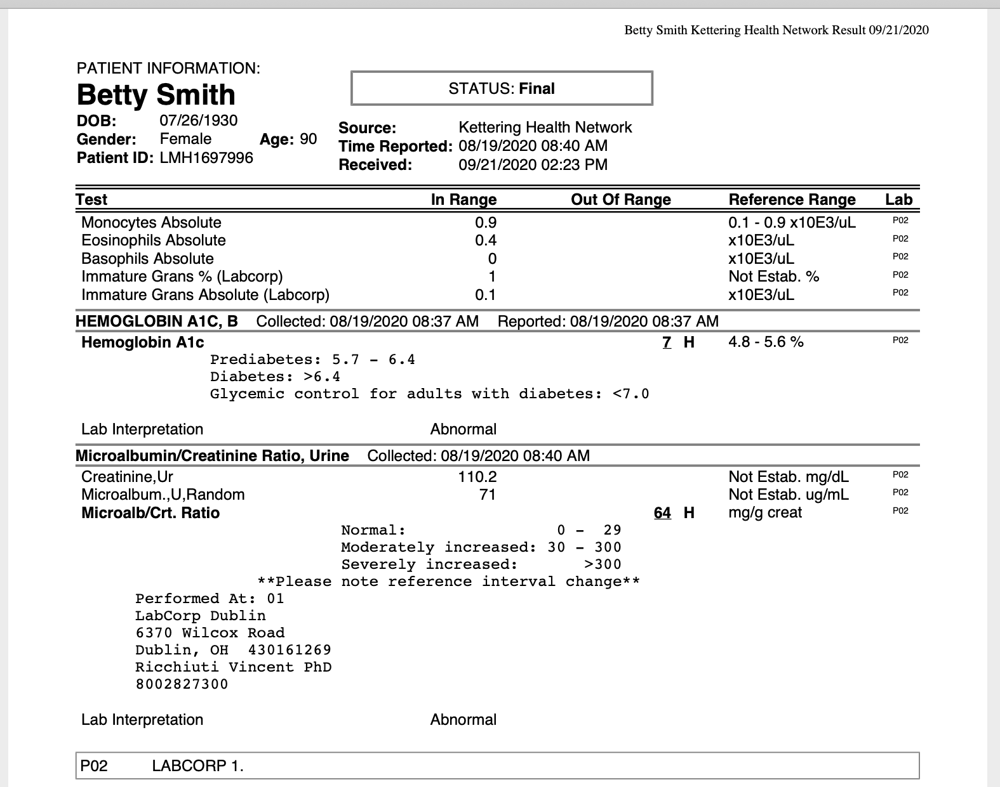 Betty Smith Kettering Health Network Result 09/21/2020
PATIENT INFORMATION:
Betty Smith
STATUS: Final
DOB: 07/26/1930
Gender: Female Age: 90
Patient ID: LMH1697996
Source: Kettering Health Network
Time Reported: 08/19/2020 08:40 AM
Received: 09/21/2020 02:23 PM
Test In Range Out Of Range Reference Range Lab
Monocytes Absolute 0.9 0.1 - 0.9 x10E3/uL P02
Eosinophils Absolute 0.4 x10E3/uL P02
Basophils Absolute 0 x10E3/uL P02
Immature Grans % (Labcorp) 1 Not Estab. % P02
Immature Grans Absolute (Labcorp) 0.1 x10E3/uL P02
HEMOGLOBIN A1C, B Collected: 08/19/2020 08:37 AM Reported: 08/19/2020 08:37 AM
Hemoglobin A1c 7 H 4.8 - 5.6 % P02
Prediabetes: 5.7 - 6.4
Diabetes: >6.4
Glycemic control for adults with diabetes: <7.0
Lab Interpretation Abnormal
Microalbumin/Creatinine Ratio, Urine Collected: 08/19/2020 08:40 AM
Creatinine,Ur 110.2 Not Estab. mg/dL P02
Microalbum.,U,Random 71 Not Estab. ug/mL P02
Microalb/Crt. Ratio 64 H mg/g creat P02
Normal: 0 - 29
Moderately increased: 30 - 300
Severely increased: >300
**Please note reference interval change**
Performed At: 01
LabCorp Dublin
6370 Wilcox Road
Dublin, OH 430161269
Ricchiuti Vincent PhD
8002827300
Lab Interpretation Abnormal
P02 LABCORP 1.